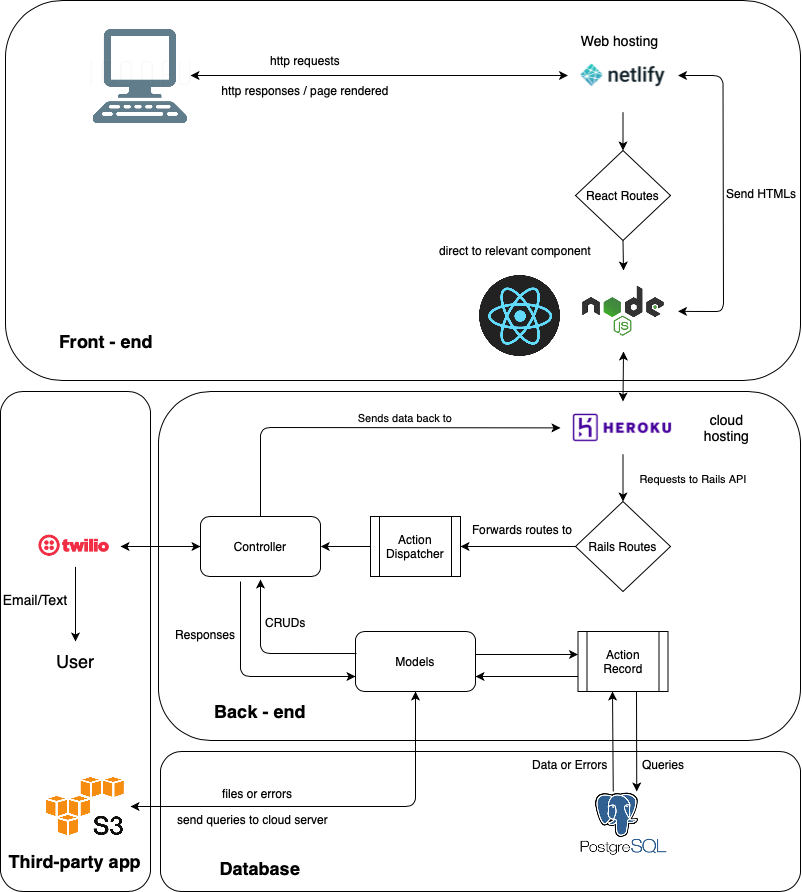 Web hosting
http requests
netlify
http responses / page rendered
React Routes
Send HTMLs
direct to relevant component
node
JS
Front - end
Sends data back to
HEROKU
cloud
hosting
Requests to Rails API
Forwards routes to
twilio
Controller
Action
Dispatcher
Rails Routes
Email/Text
CRUDs
Responses
User
Models
Action
Record
Back - end
Data or Errors
Queries
files or errors
S3
send queries to cloud server
PostgreSQL
Third-party app
Database